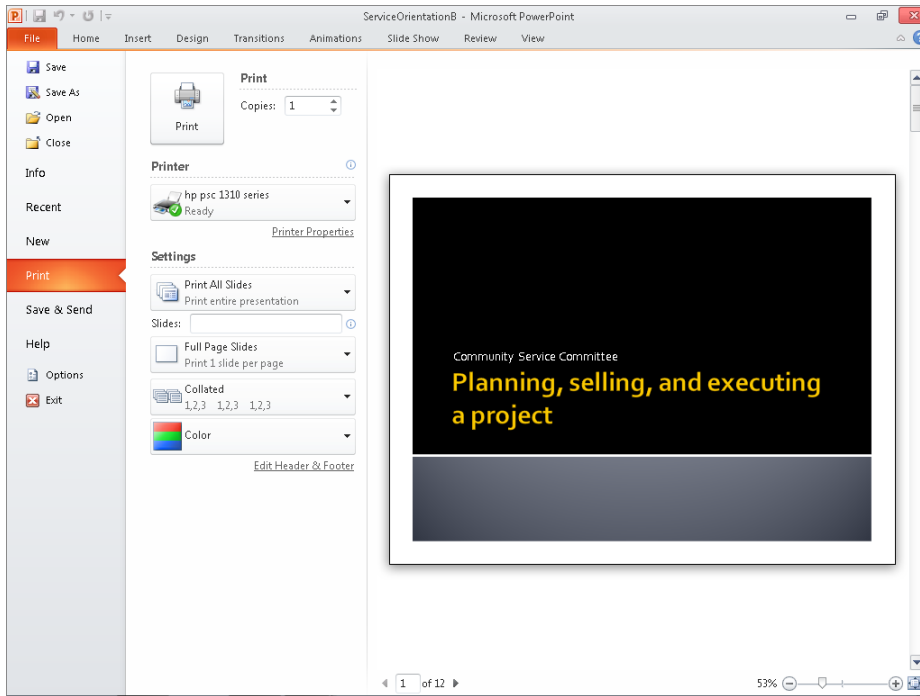 ServiceOrientationB - Microsoft PowerPoint
File Home Insert Design Transitions Animations Slide Show Review View
Save
Save As
Open
Close
Info
Recent
New
Print
Save & Send
Help
Options
Exit
Print
Print
Copies: 1
Printer
hp psc 1310 series
Ready
Printer Properties
Settings
Print All Slides
Print entire presentation
Slides:
Full Page Slides
Print 1 slide per page
Collated
1,2,3 1,2,3 1,2,3
Color
Edit Header & Footer
Community Service Committee
Planning, selling, and executing
a project
1 of 12
53%